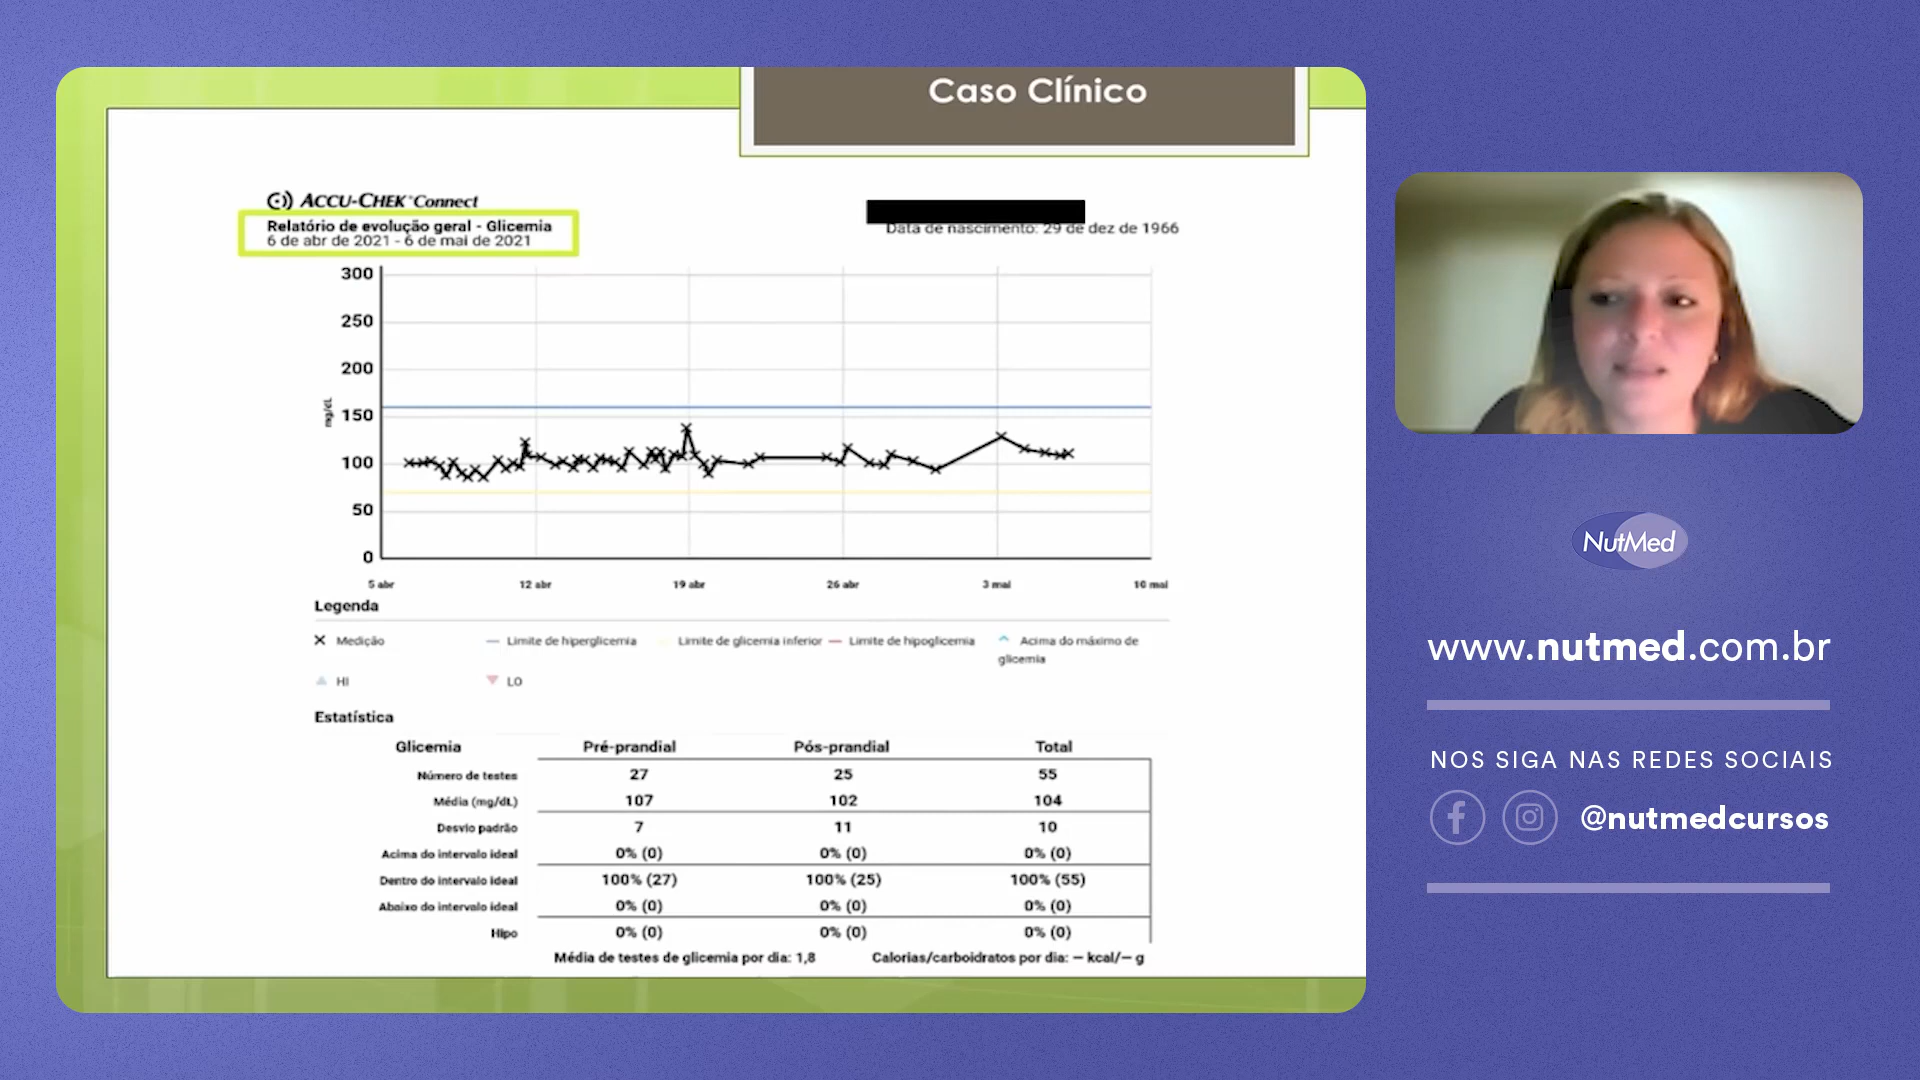 Caso Clínico
ACCU-CHEK Connect
Relatório de evolução geral - Glicemia
6 de abr de 2021 - 6 de mai de 2021
Data de nascimento: 29 de dez de 1966
300
250
200
150
100
50
0
mg/dL
5 abr 12 abr 19 abr 26 abr 3 mai 10 mai
Legenda
Medição Limite de hiperglicemia Limite de glicemia inferior Limite de hipoglicemia Acima do máximo de
glicemia
HI LO
Estatística
Glicemia Pré-prandial Pós-prandial Total
Número de testes 27 25 55
Média (mg/dL) 107 102 104
Desvio padrão 7 11 10
Acima do intervalo ideal 0% (0) 0% (0) 0% (0)
Dentro do intervalo ideal 100% (27) 100% (25) 100% (55)
Abaixo do intervalo ideal 0% (0) 0% (0) 0% (0)
Hipo 0% (0) 0% (0) 0% (0)
Média de testes de glicemia por dia: 1,8 Calorias/carboidratos por dia: — kcal/— g
NutMed
www.nutmed.com.br
NOS SIGA NAS REDES SOCIAIS
@nutmedcursos